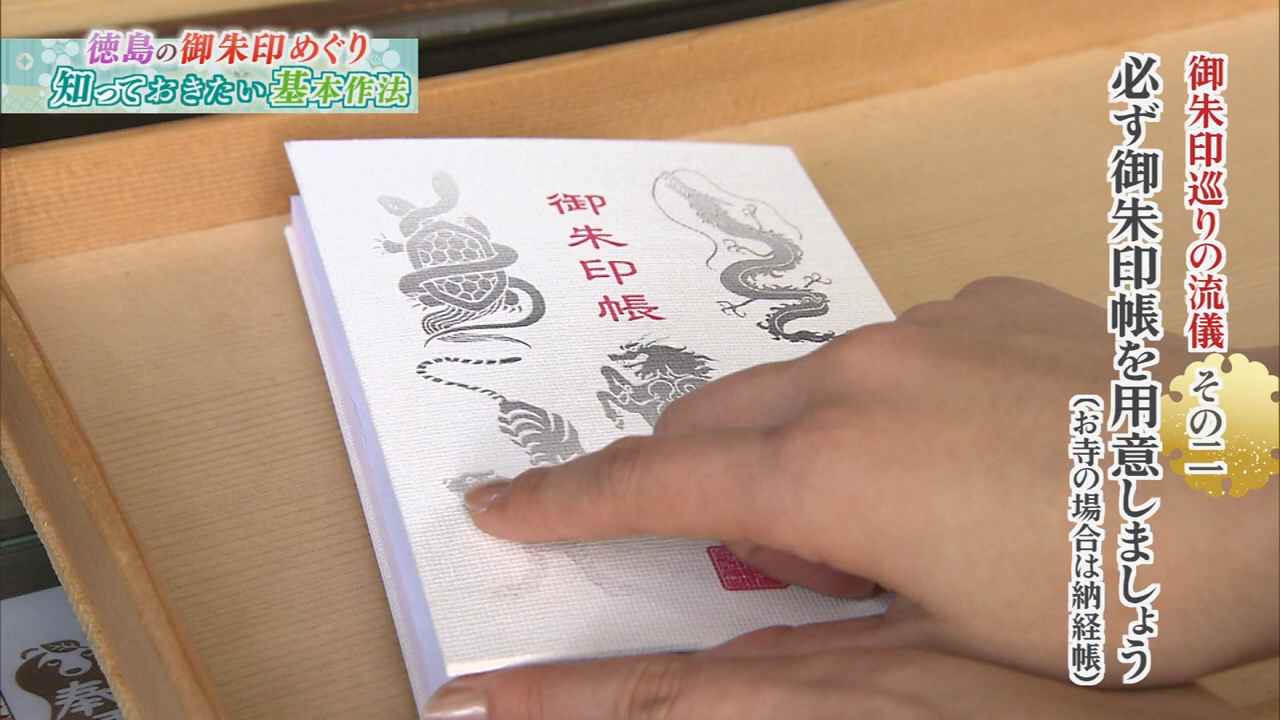 徳島の御朱印めぐり
知っておきたい基本作法
御朱印巡りの流儀 その二
必ず御朱印帳を用意しましょう
（お寺の場合は納経帳）
御朱印帳
奉